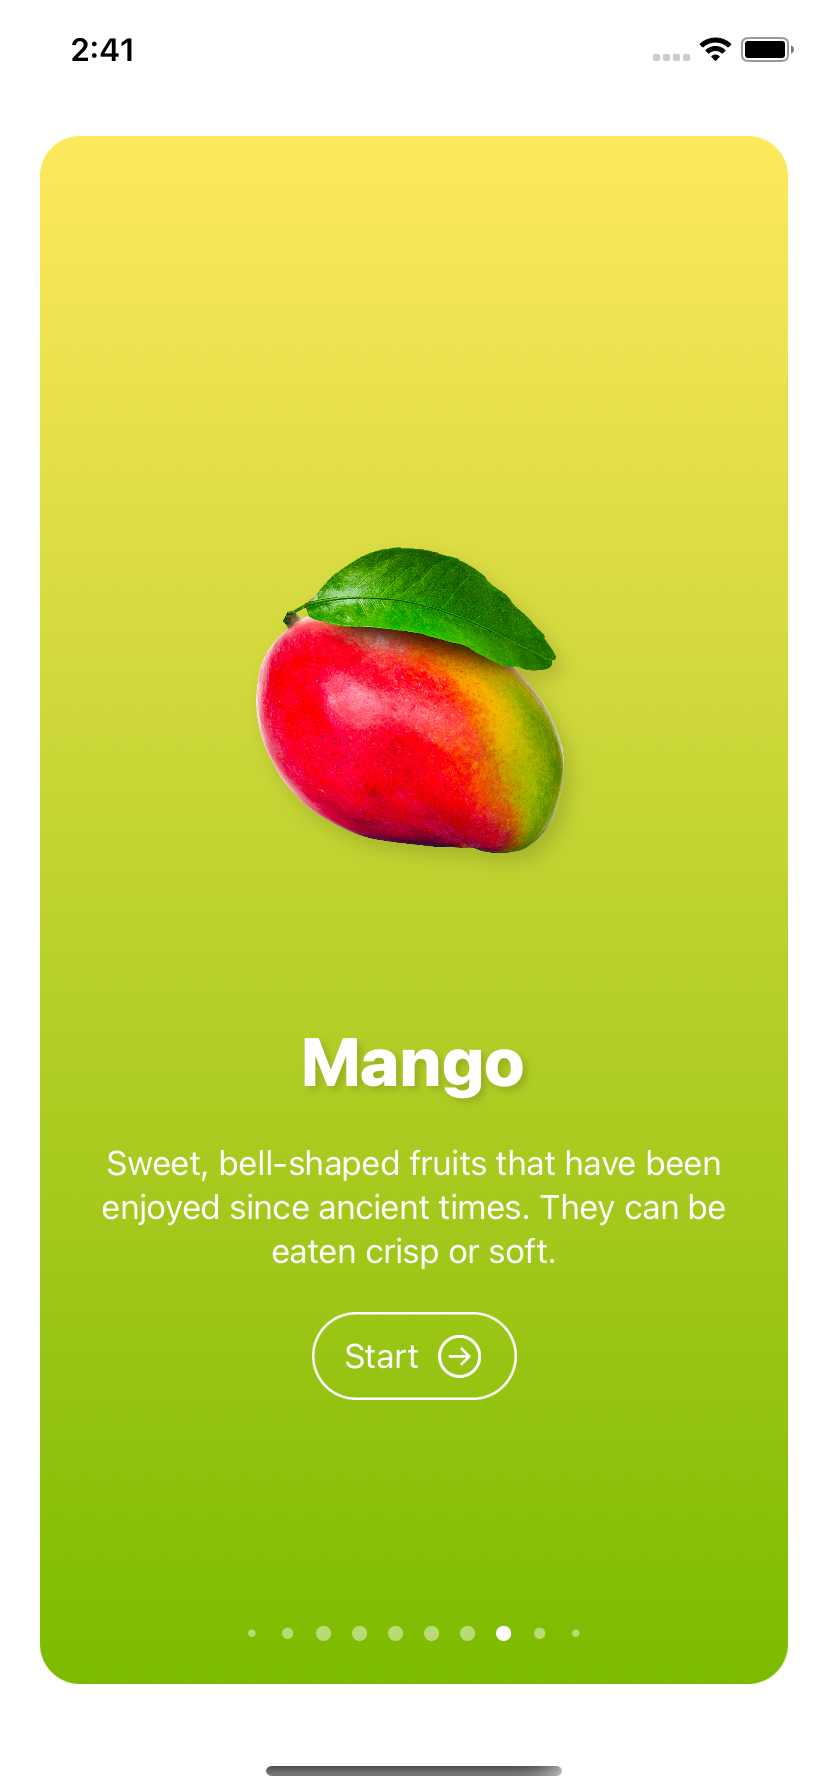 2:41
Mango
Sweet, bell-shaped fruits that have been
enjoyed since ancient times. They can be
eaten crisp or soft.
Start